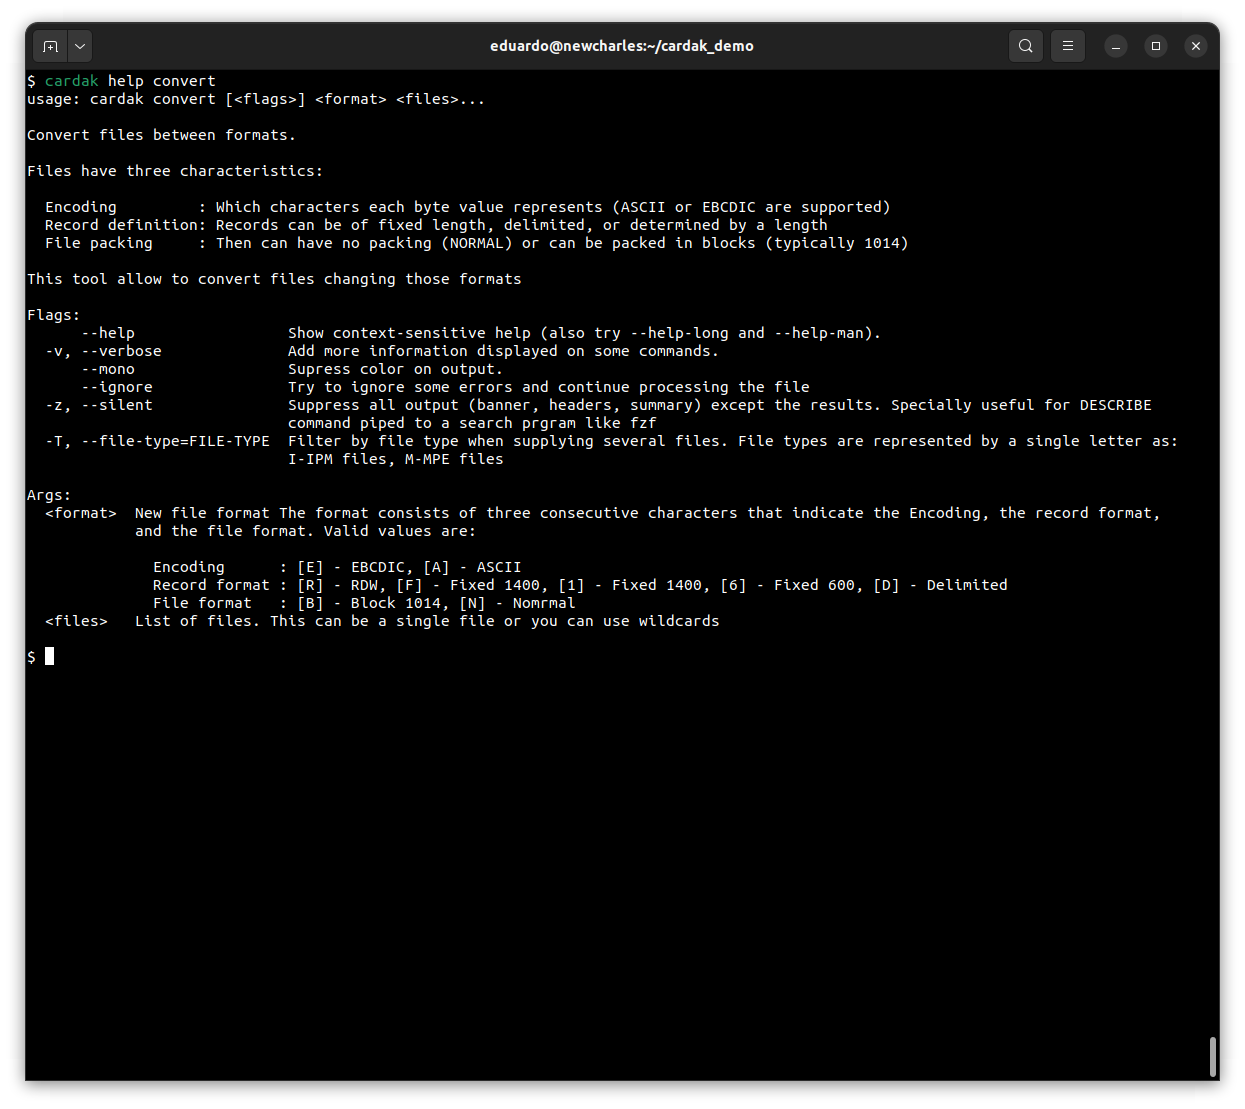 eduardo@newcharles:~/cardak_demo
$ cardak help convert
usage: cardak convert [<flags>] <format> <files>...
Convert files between formats.
Files have three characteristics:
Encoding         : Which characters each byte value represents (ASCII or EBCDIC are supported)
Record definition: Records can be of fixed length, delimited, or determined by a length
File packing     : Then can have no packing (NORMAL) or can be packed in blocks (typically 1014)
This tool allow to convert files changing those formats
Flags:
--help                 Show context-sensitive help (also try --help-long and --help-man).
-v, --verbose              Add more information displayed on some commands.
--mono                 Supress color on output.
--ignore               Try to ignore some errors and continue processing the file
-z, --silent               Suppress all output (banner, headers, summary) except the results. Specially useful for DESCRIBE
command piped to a search prgram like fzf
-T, --file-type=FILE-TYPE  Filter by file type when supplying several files. File types are represented by a single letter as:
I-IPM files, M-MPE files
Args:
<format>  New file format The format consists of three consecutive characters that indicate the Encoding, the record format,
and the file format. Valid values are:
Encoding      : [E] - EBCDIC, [A] - ASCII
Record format : [R] - RDW, [F] - Fixed 1400, [1] - Fixed 1400, [6] - Fixed 600, [D] - Delimited
File format   : [B] - Block 1014, [N] - Nomrmal
<files>   List of files. This can be a single file or you can use wildcards
$